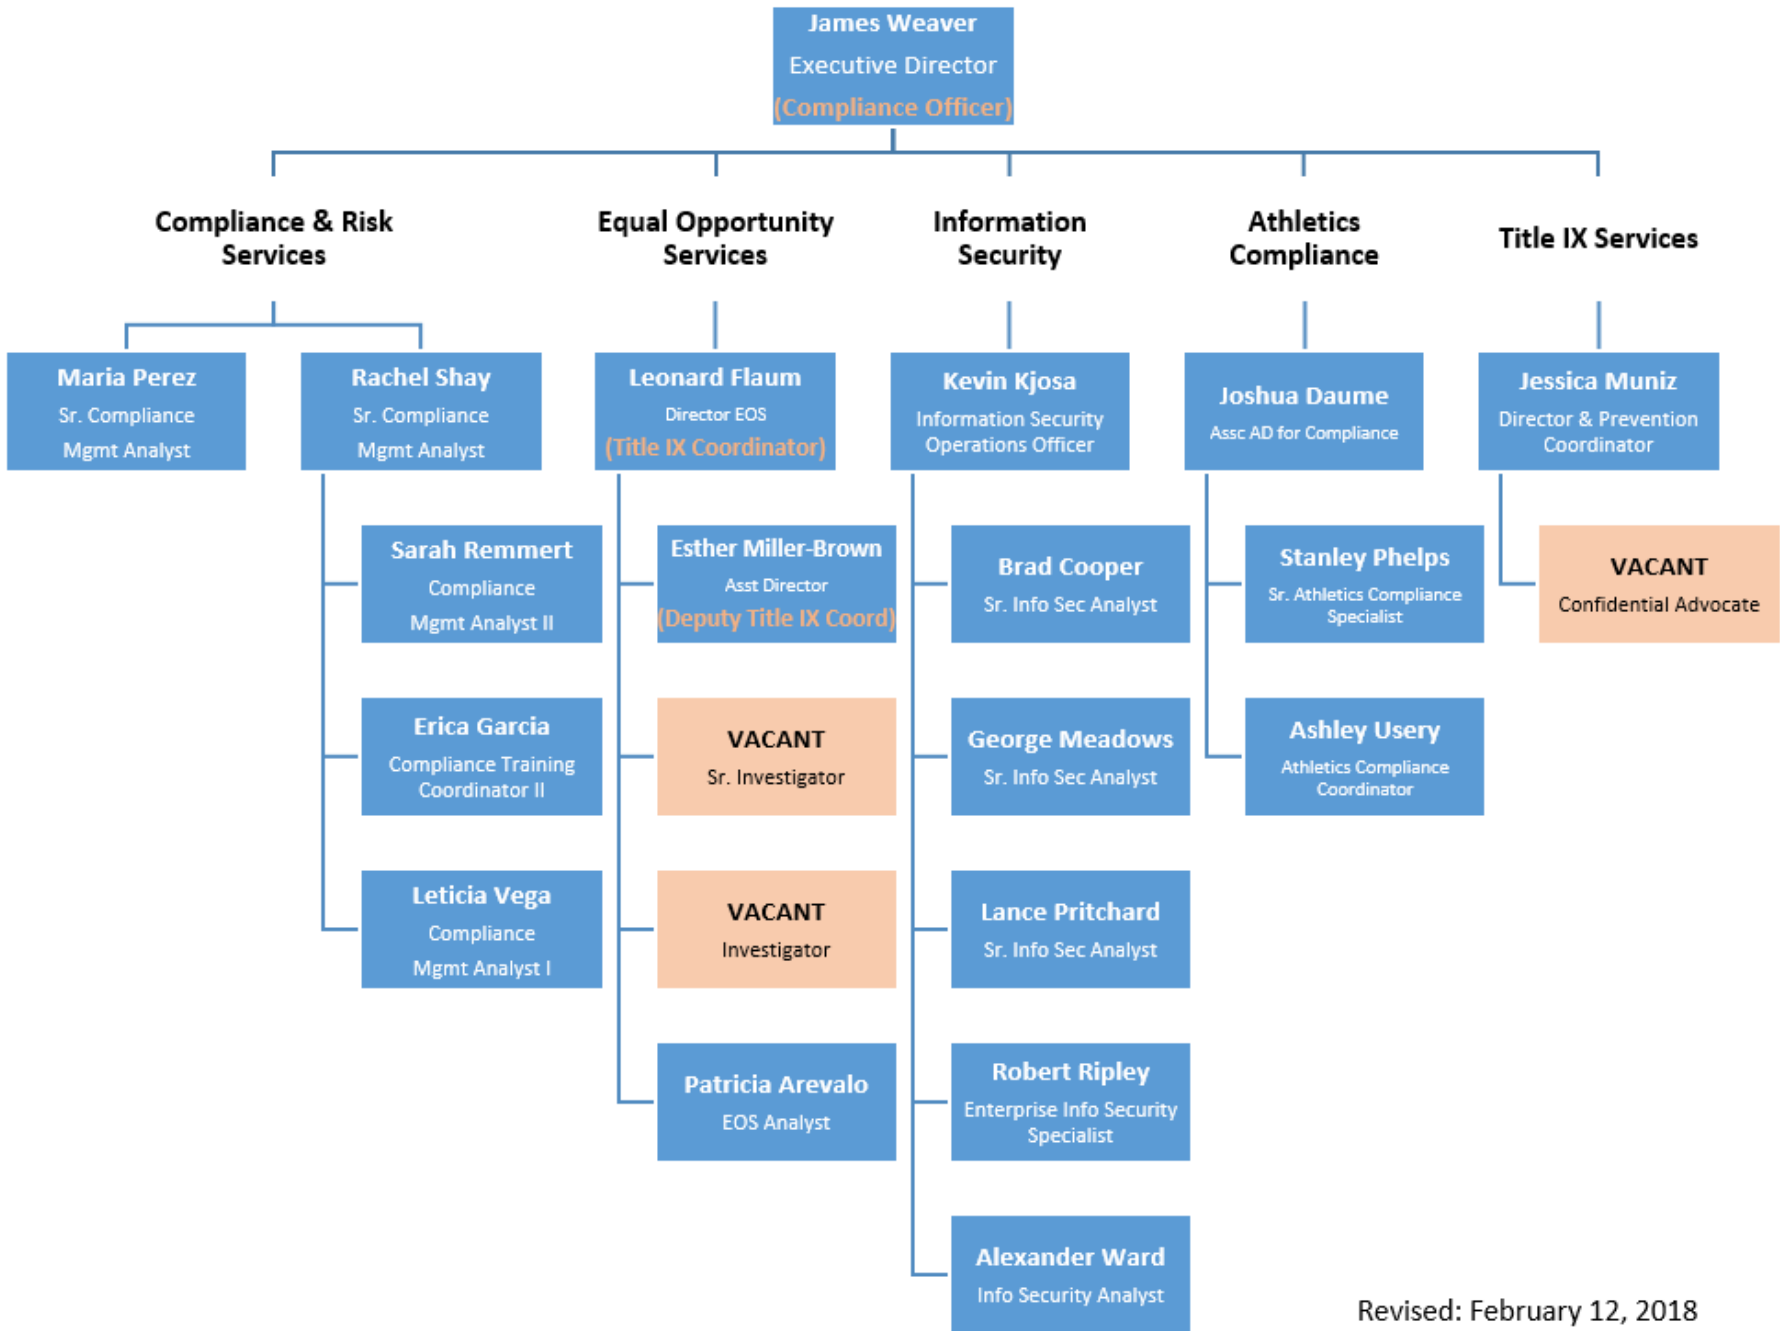 James Weaver
Executive Director
(Compliance Officer)
Compliance & Risk
Services
Equal Opportunity
Services
Information
Security
Athletics
Compliance
Title IX Services
Maria Perez
Sr. Compliance
Mgmt Analyst
Rachel Shay
Sr. Compliance
Mgmt Analyst
Leonard Flaum
Director EOS
(Title IX Coordinator)
Kevin Kjosa
Information Security
Operations Officer
Joshua Daume
Assc AD for Compliance
Jessica Muniz
Director & Prevention
Coordinator
Sarah Remmert
Compliance
Mgmt Analyst II
Esther Miller-Brown
Asst Director
(Deputy Title IX Coord)
Brad Cooper
Sr. Info Sec Analyst
Stanley Phelps
Sr. Athletics Compliance
Specialist
VACANT
Confidential Advocate
Erica Garcia
Compliance Training
Coordinator II
VACANT
Sr. Investigator
George Meadows
Sr. Info Sec Analyst
Ashley Usery
Athletics Compliance
Coordinator
Leticia Vega
Compliance
Mgmt Analyst I
VACANT
Investigator
Lance Pritchard
Sr. Info Sec Analyst
Patricia Arevalo
EOS Analyst
Robert Ripley
Enterprise Info Security
Specialist
Alexander Ward
Info Security Analyst
Revised: February 12, 2018